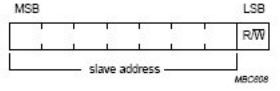 MSB LSB
R/W̅
slave address
MBC608